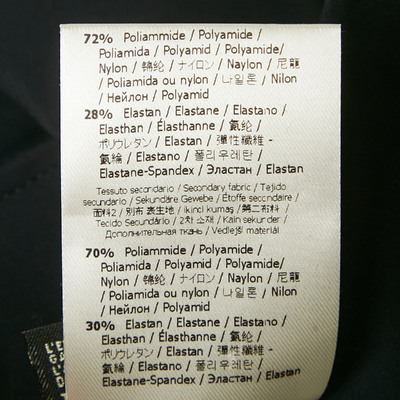 72% Poliammide / Polyamide /
Poliamida / Polyamid / Polyamide/
Nylon / 锦纶 / ナイロン / Naylon / 尼龍
/ Poliamida ou nylon / 나일론 / Nilon
/ Нейлон / Polyamid
28% Elastan / Elastane / Elastano /
Elasthan / Élasthanne / 氨纶 /
ポリウレタン / Elastan / 彈性纖維 -
氨綸 / Elastano / 폴리우레탄 /
Elastane-Spandex / Эластан / Elastan
Tessuto secondario / Secondary fabric / Tejido
secundario / Sekundäre Gewebe / Étoffe secondaire /
面料2 / 別布 裏生地 / Ikinci kumaş / 第二布料 /
Tecido Secundário / 2차 소재 / Kain sekunder /
Дополнительная ткань / Vedlejší materiál
70% Poliammide / Polyamide/
Poliamida / Polyamid / Polyamide/
Nylon / 锦纶 / ナイロン / Naylon / 尼龍
/ Poliamida ou nylon / 나일론 / Nilon
/ Нейлон / Polyamid
30% Elastan / Elastane / Elastano /
Elasthan / Élasthanne / 氨纶 /
ポリウレタン / Elastan / 彈性纖維 -
氨綸 / Elastano / 폴리우레탄 /
Elastane-Spandex / Эластан / Elastan